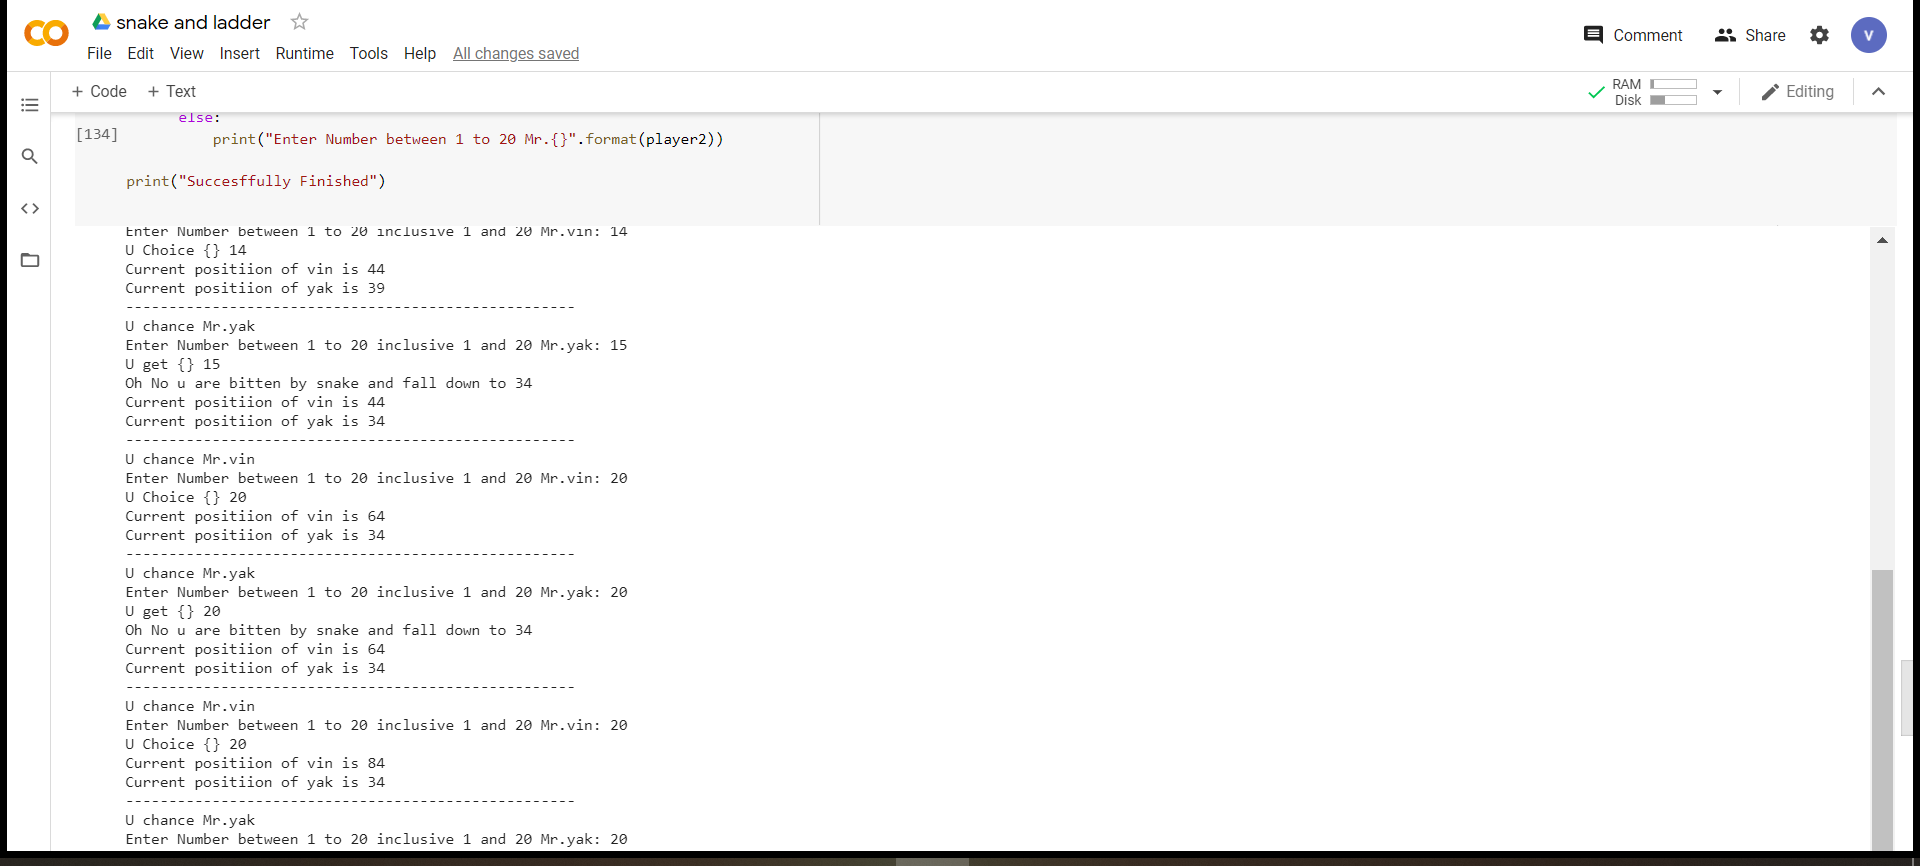 snake and ladder
File Edit View Insert Runtime Tools Help All changes saved
Comment Share V
+ Code + Text
RAM
Disk
Editing
else:
[134]
print("Enter Number between 1 to 20 Mr.{}".format(player2))
print("Succesffully Finished")
Enter Number between 1 to 20 inclusive 1 and 20 Mr.vin: 14
U Choice {} 14
Current positiion of vin is 44
Current positiion of yak is 39
----------------------------------------------------
U chance Mr.yak
Enter Number between 1 to 20 inclusive 1 and 20 Mr.yak: 15
U get {} 15
Oh No u are bitten by snake and fall down to 34
Current positiion of vin is 44
Current positiion of yak is 34
----------------------------------------------------
U chance Mr.vin
Enter Number between 1 to 20 inclusive 1 and 20 Mr.vin: 20
U Choice {} 20
Current positiion of vin is 64
Current positiion of yak is 34
----------------------------------------------------
U chance Mr.yak
Enter Number between 1 to 20 inclusive 1 and 20 Mr.yak: 20
U get {} 20
Oh No u are bitten by snake and fall down to 34
Current positiion of vin is 64
Current positiion of yak is 34
----------------------------------------------------
U chance Mr.vin
Enter Number between 1 to 20 inclusive 1 and 20 Mr.vin: 20
U Choice {} 20
Current positiion of vin is 84
Current positiion of yak is 34
----------------------------------------------------
U chance Mr.yak
Enter Number between 1 to 20 inclusive 1 and 20 Mr.yak: 20